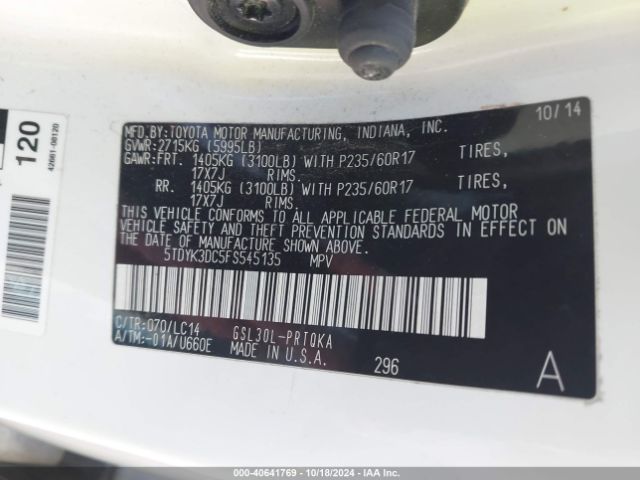 10/14
MFD.BY:TOYOTA MOTOR MANUFACTURING, INDIANA, INC.
GVWR:2715KG (5995LB)
GAWR:FRT. 1405KG (3100LB) WITH P235/60R17 TIRES,
17X7J RIMS.
RR. 1405KG (3100LB) WITH P235/60R17 TIRES,
17X7J RIMS.
THIS VEHICLE CONFORMS TO ALL APPLICABLE FEDERAL MOTOR
VEHICLE SAFETY AND THEFT PREVENTION STANDARDS IN EFFECT ON
THE DATE OF MANUFACTURE SHOWN ABOVE.
5TDYK3DC5FS545135 MPV
C/TR:070/LC14 GSL30L-PRTQKA
A/TM:-01A/U660E MADE IN U.S.A. 296
A
120
42661-08120
000-40641769 | 10/18/2024 - IAA, Inc.